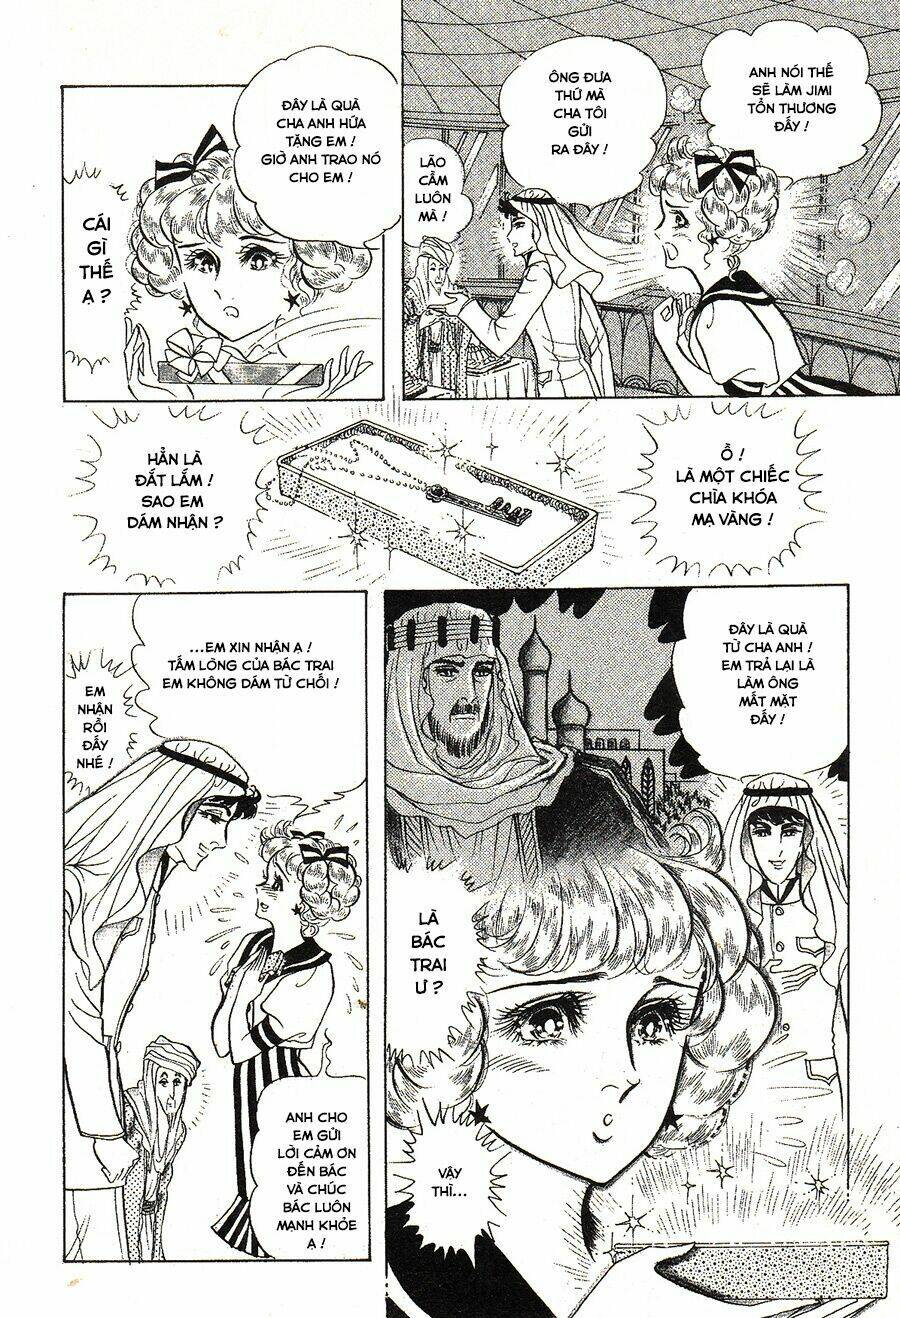 ANH NÓI THẾ
SẼ LÀM JIMI
TỔN THƯƠNG
ĐẤY !
ÔNG ĐƯA
THỨ MÀ
CHA TÔI
GỬI
RA ĐÂY !
LÃO
CẦM
LUÔN
MÀ !
ĐÂY LÀ QUÀ
CHA ANH HỨA
TẶNG EM !
GIỜ ANH TRAO NÓ
CHO EM !
CÁI
GÌ
THẾ
Ạ ?
Ồ !
LÀ MỘT CHIẾC
CHÌA KHÓA
MẠ VÀNG !
HẲN LÀ
ĐẮT LẮM !
SAO EM
DÁM NHẬN ?
ĐÂY LÀ QUÀ
TỪ CHA ANH !
EM TRẢ LẠI LÀ
LÀM ÔNG
MẤT MẶT
ĐẤY !
LÀ
BÁC
TRAI
Ư ?
VẬY
THÌ...
...EM XIN NHẬN Ạ !
TẤM LÒNG CỦA BÁC TRAI
EM KHÔNG DÁM TỪ CHỐI !
EM
NHẬN
RỒI
ĐẤY
NHÉ !
ANH CHO
EM GỬI
LỜI CẢM ƠN
ĐẾN BÁC
VÀ CHÚC
BÁC LUÔN
MẠNH KHỎE
Ạ !